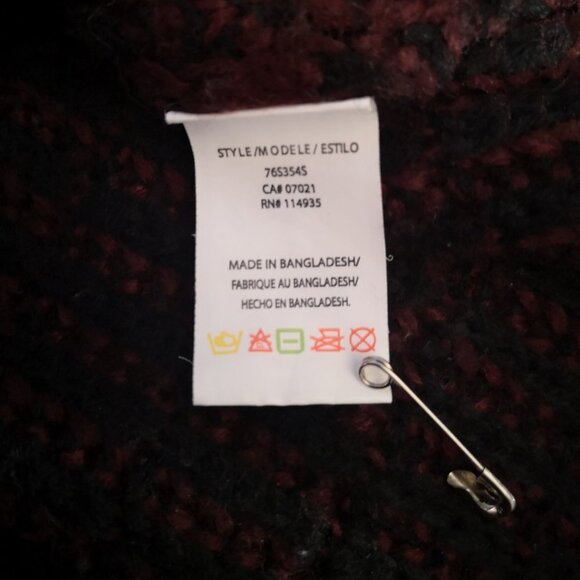 STYLE/MODELE/ESTILO
765354S
CA# 07021
RN# 114935
MADE IN BANGLADESH/
FABRIQUE AU BANGLADESH/
HECHO EN BANGLADESH.